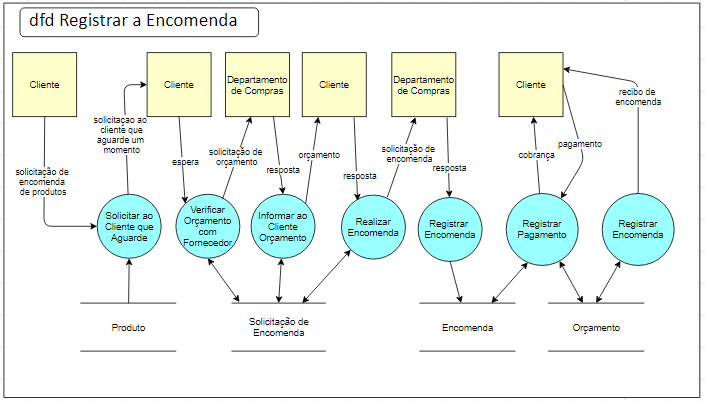 dfd Registrar a Encomenda
Cliente
Cliente
Departamento
de Compras
Cliente
Departamento
de Compras
Cliente
solicitação ao
cliente que
aguarde um
momento
recibo de
encomenda
solicitação de
encomenda
de produtos
espera
solicitação de
orçamento
resposta
orçamento
resposta
solicitação de
encomenda
resposta
cobrança
pagamento
Solicitar ao
Cliente que
Aguarde
Verificar
Orçamento
com
Fornecedor
Informar ao
Cliente
Orçamento
Realizar
Encomenda
Registrar
Encomenda
Registrar
Pagamento
Registrar
Encomenda
Produto
Solicitação de
Encomenda
Encomenda
Orçamento